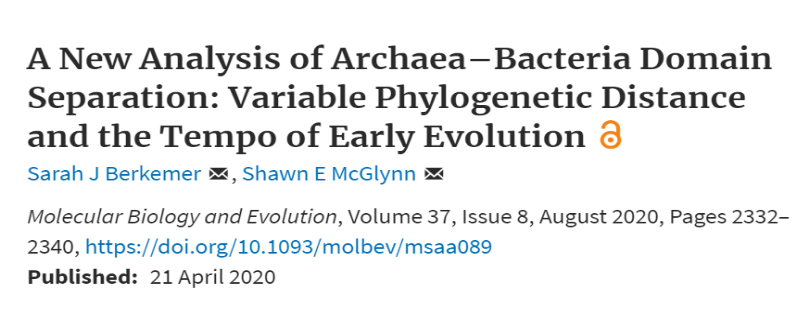 A New Analysis of Archaea–Bacteria Domain
Separation: Variable Phylogenetic Distance
and the Tempo of Early Evolution
Sarah J Berkemer, Shawn E McGlynn
Molecular Biology and Evolution, Volume 37, Issue 8, August 2020, Pages 2332–
2340, https://doi.org/10.1093/molbev/msaa089
Published: 21 April 2020